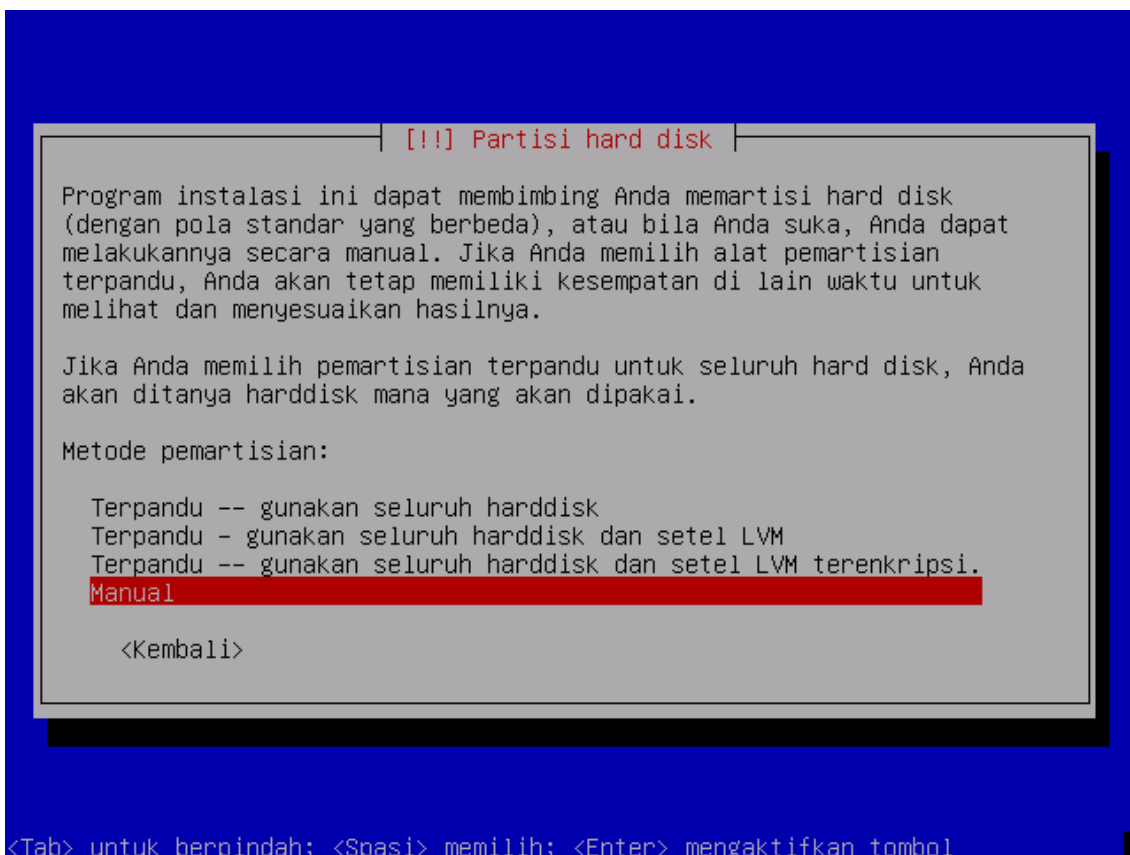 [!!] Partisi hard disk
Program instalasi ini dapat membimbing Anda memartisi hard disk
(dengan pola standar yang berbeda), atau bila Anda suka, Anda dapat
melakukannya secara manual. Jika Anda memilih alat pemartisian
terpandu, Anda akan tetap memiliki kesempatan di lain waktu untuk
melihat dan menyesuaikan hasilnya.
Jika Anda memilih pemartisian terpandu untuk seluruh hard disk, Anda
akan ditanya harddisk mana yang akan dipakai.
Metode pemartisian:
Terpandu -- gunakan seluruh harddisk
Terpandu - gunakan seluruh harddisk dan setel LVM
Terpandu -- gunakan seluruh harddisk dan setel LVM terenkripsi.
Manual
<Kembali>
<Tab> untuk berpindah; <Spasi> memilih; <Enter> mengaktifkan tombol